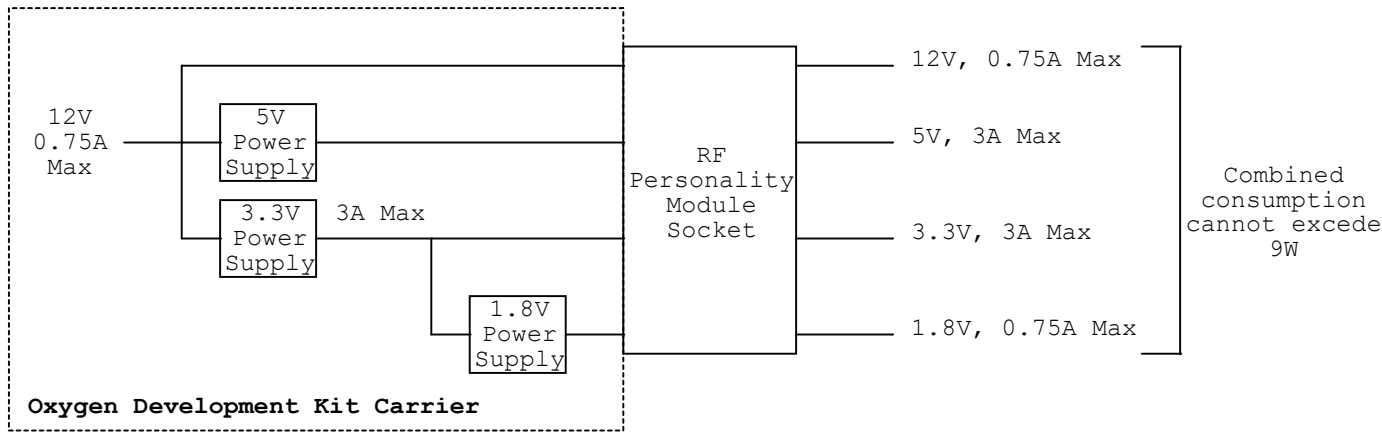 12V
0.75A
Max
5V
Power
Supply
3.3V
Power
Supply
3A Max
1.8V
Power
Supply
RF
Personality
Module
Socket
12V, 0.75A Max
5V, 3A Max
3.3V, 3A Max
1.8V, 0.75A Max
Combined
consumption
cannot excede
9W
Oxygen Development Kit Carrier